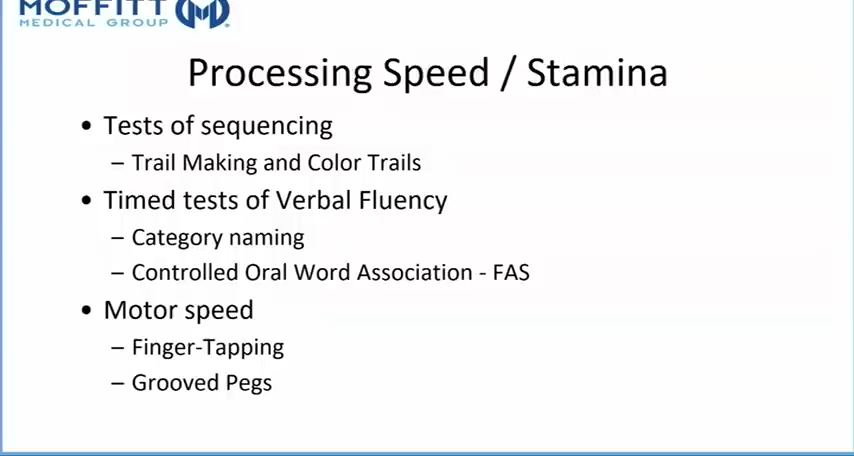 MOFFITT
MEDICAL GROUP
Processing Speed / Stamina
• Tests of sequencing
– Trail Making and Color Trails
• Timed tests of Verbal Fluency
– Category naming
– Controlled Oral Word Association - FAS
• Motor speed
– Finger-Tapping
– Grooved Pegs